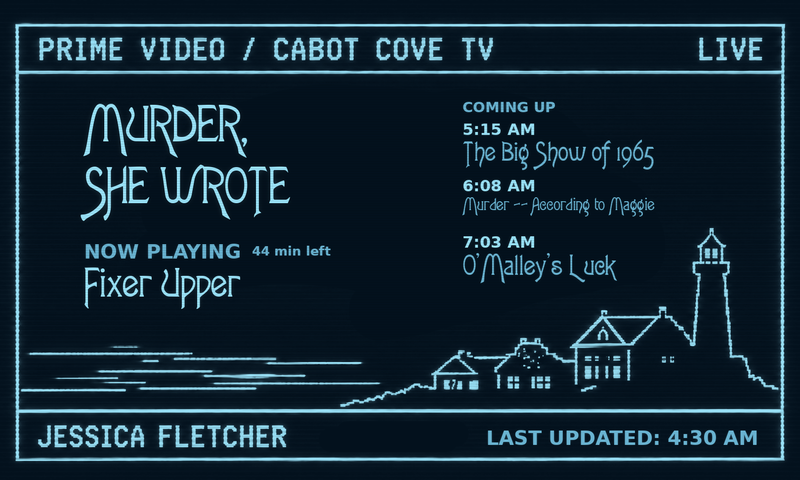 PRIME VIDEO / CABOT COVE TV
LIVE
MURDER,
SHE WROTE
NOW PLAYING 44 min left
Fixer Upper
COMING UP
5:15 AM
The Big Show of 1965
6:08 AM
Murder -- According to Maggie
7:03 AM
O'Malley's Luck
JESSICA FLETCHER
LAST UPDATED: 4:30 AM